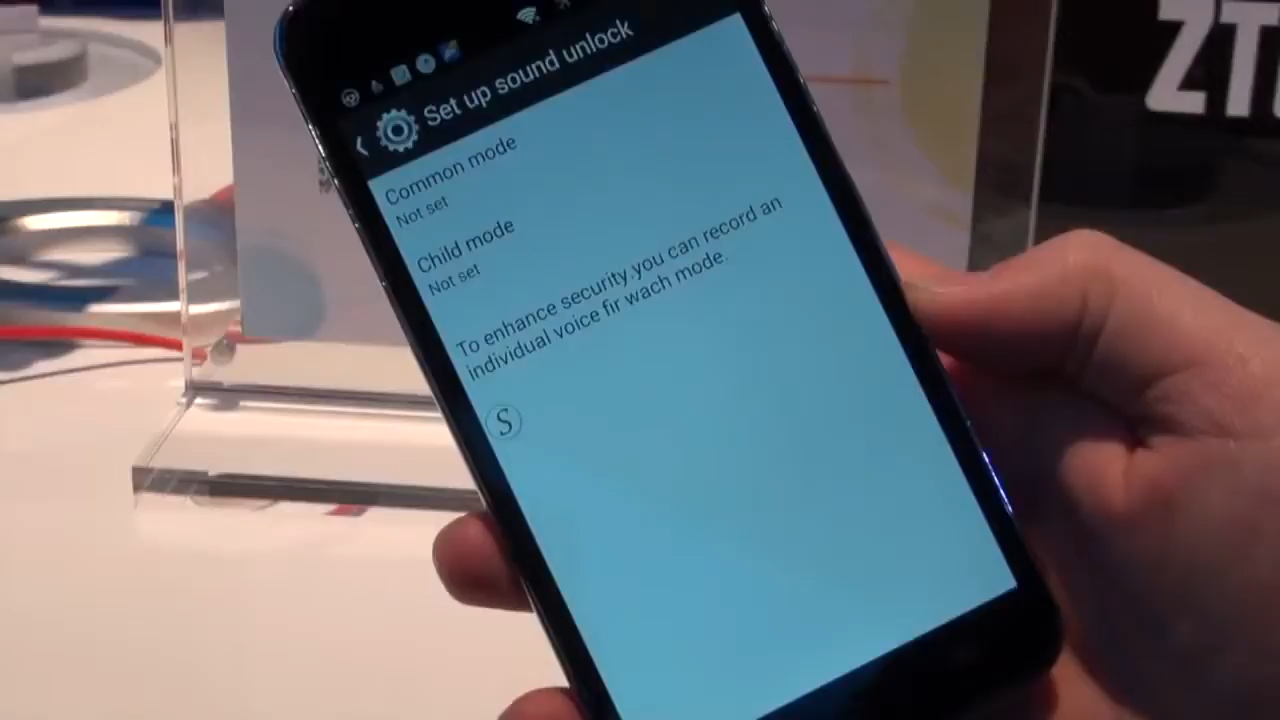 ZT
Set up sound unlock
Common mode
Not set
Child mode
Not set
To enhance security,you can record an
individual voice fir wach mode.
S